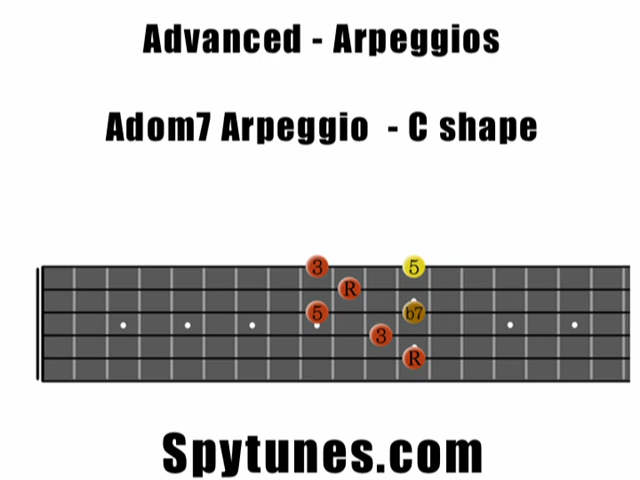 Advanced - Arpeggios
Adom7 Arpeggio - C shape
3 5
R
5 b7
3
R
Spytunes.com